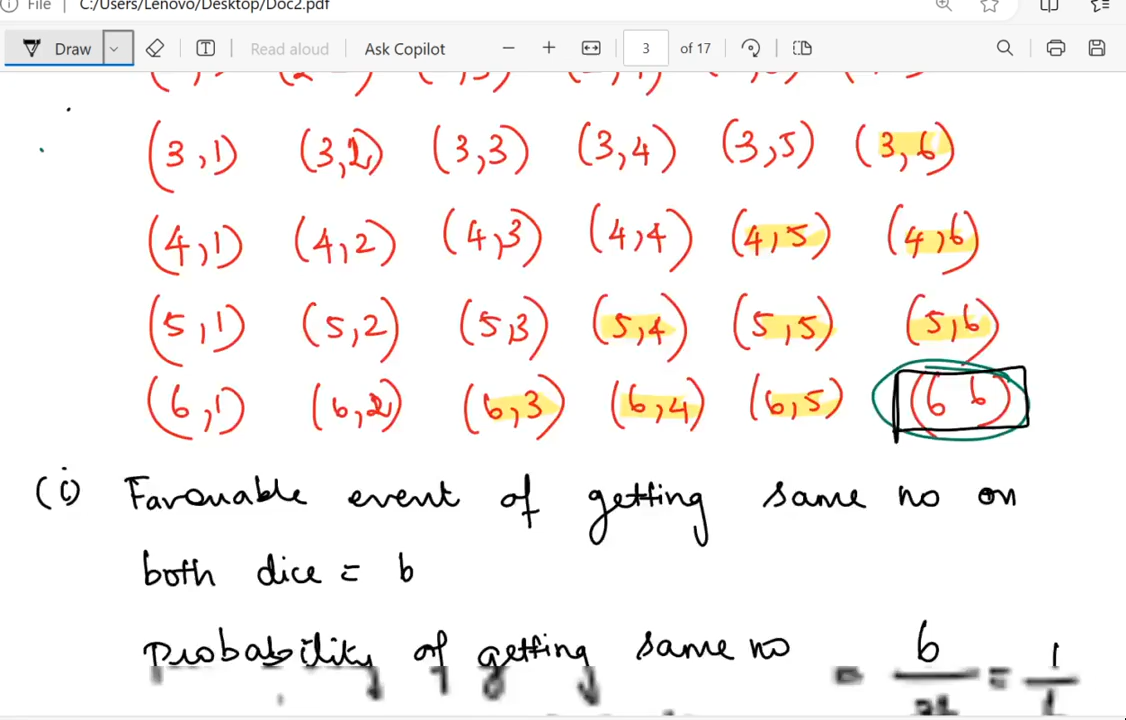 File C:/Users/Lenovo/Desktop/Doc2.pdf
Draw Read aloud Ask Copilot 3 of 17
(3,1) (3,2) (3,3) (3,4) (3,5) (3,6)
(4,1) (4,2) (4,3) (4,4) (4,5) (4,6)
(5,1) (5,2) (5,3) (5,4) (5,5) (5,6)
(6,1) (6,2) (6,3) (6,4) (6,5) (6 6)
(i) Favouable event of getting same no on
both dice = 6
Probability of getting same no = 6/36 = 1/6